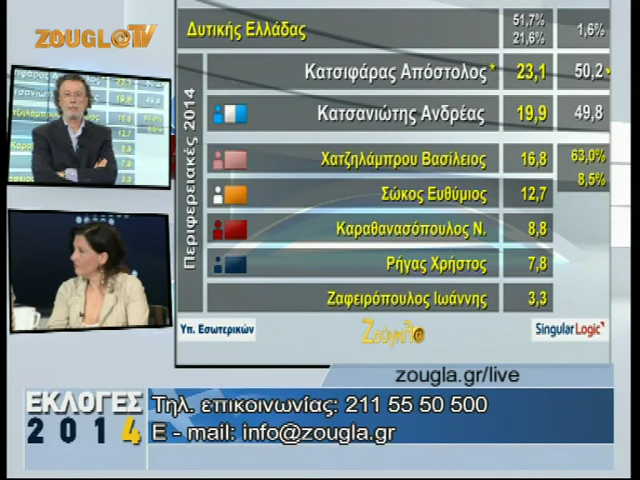 ZOUGL@TV
Δυτικής Ελλάδας 51,7% 21,6% 1,6%
Περιφερειακές 2014
Κατσιφάρας Απόστολος* 23,1 50,2
Κατσανιώτης Ανδρέας 19,9 49,8
Χατζηλάμπρου Βασίλειος 16,8 63,0%
8,5%
Σώκος Ευθύμιος 12,7
Καραθανασόπουλος Ν. 8,8
Ρήγας Χρήστος 7,8
Ζαφειρόπουλος Ιωάννης 3,3
Υπ. Εσωτερικών Ζούγκλ@ SingularLogic
zougla.gr/live
ΕΚΛΟΓΕΣ 2014
Τηλ. επικοινωνίας: 211 55 50 500
E - mail: info@zougla.gr